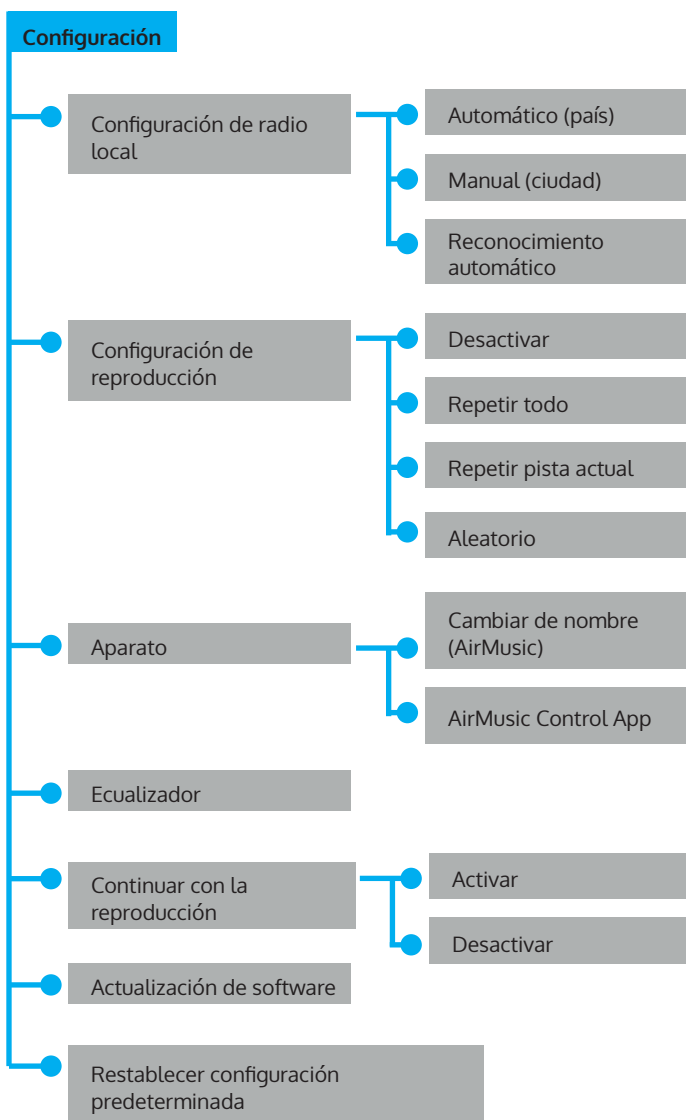 Configuración
Configuración de radio
local
Automático (país)
Manual (ciudad)
Reconocimiento
automático
Configuración de
reproducción
Desactivar
Repetir todo
Repetir pista actual
Aleatorio
Aparato
Cambiar de nombre
(AirMusic)
AirMusic Control App
Ecualizador
Continuar con la
reproducción
Activar
Desactivar
Actualización de software
Restablecer configuración
predeterminada